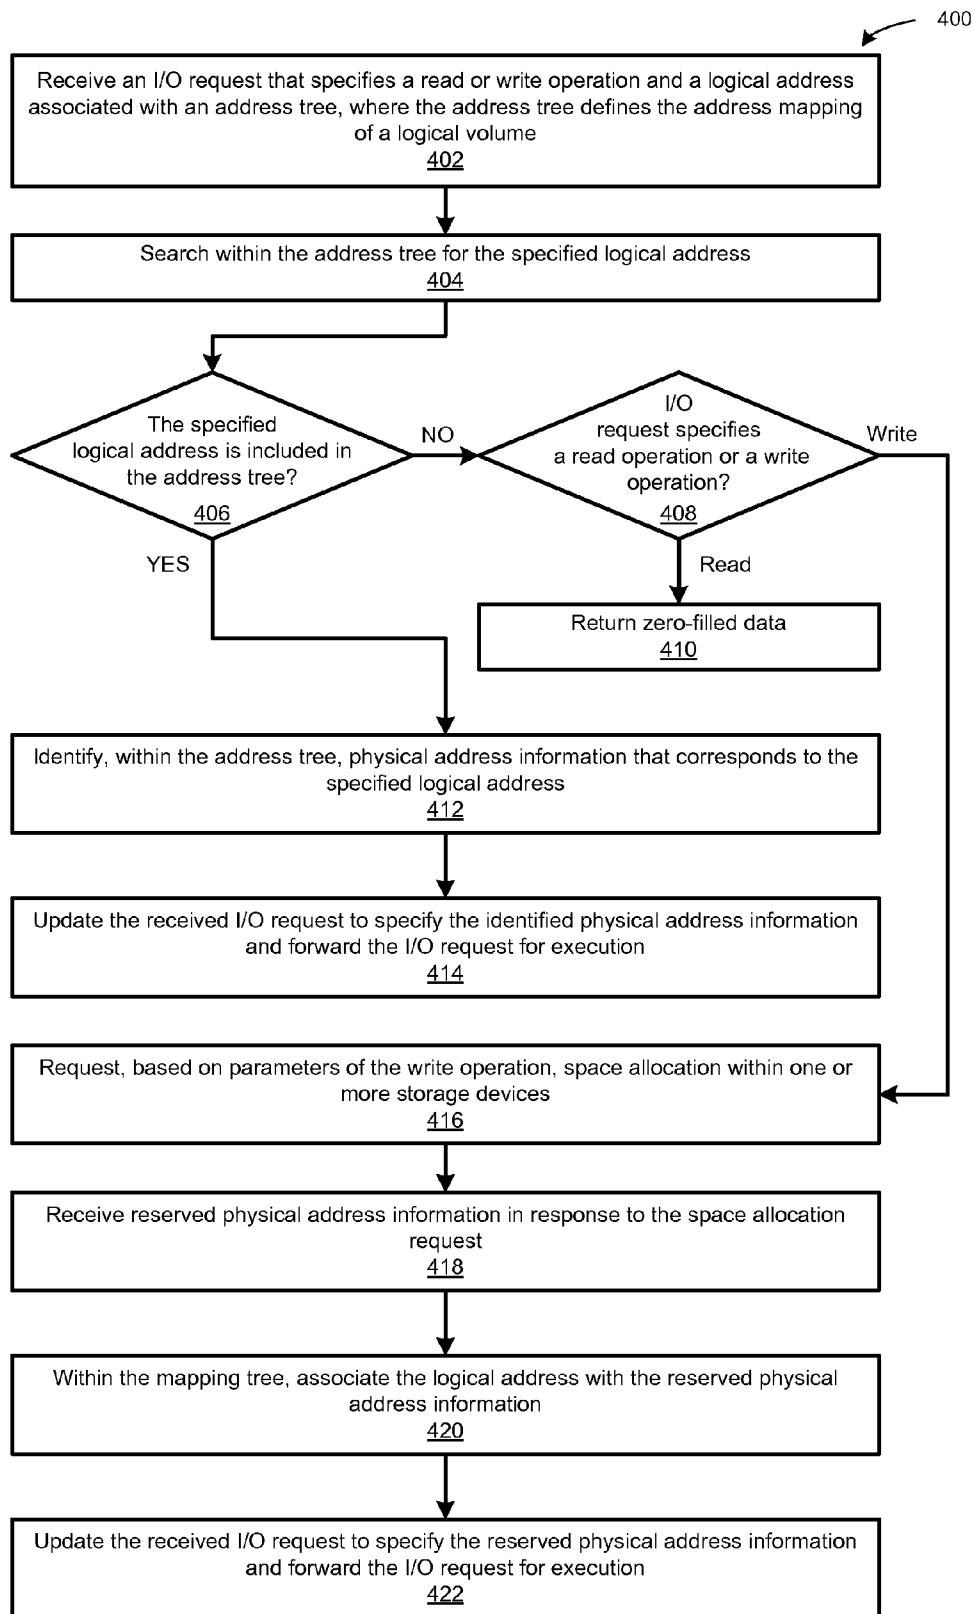 400
Receive an I/O request that specifies a read or write operation and a logical address
associated with an address tree, where the address tree defines the address mapping
of a logical volume
402
Search within the address tree for the specified logical address
404
The specified
logical address is included in
the address tree?
406
NO
I/O
request specifies
a read operation or a write
operation?
408
Write
YES
Read
Return zero-filled data
410
Identify, within the address tree, physical address information that corresponds to the
specified logical address
412
Update the received I/O request to specify the identified physical address information
and forward the I/O request for execution
414
Request, based on parameters of the write operation, space allocation within one or
more storage devices
416
Receive reserved physical address information in response to the space allocation
request
418
Within the mapping tree, associate the logical address with the reserved physical
address information
420
Update the received I/O request to specify the reserved physical address information
and forward the I/O request for execution
422